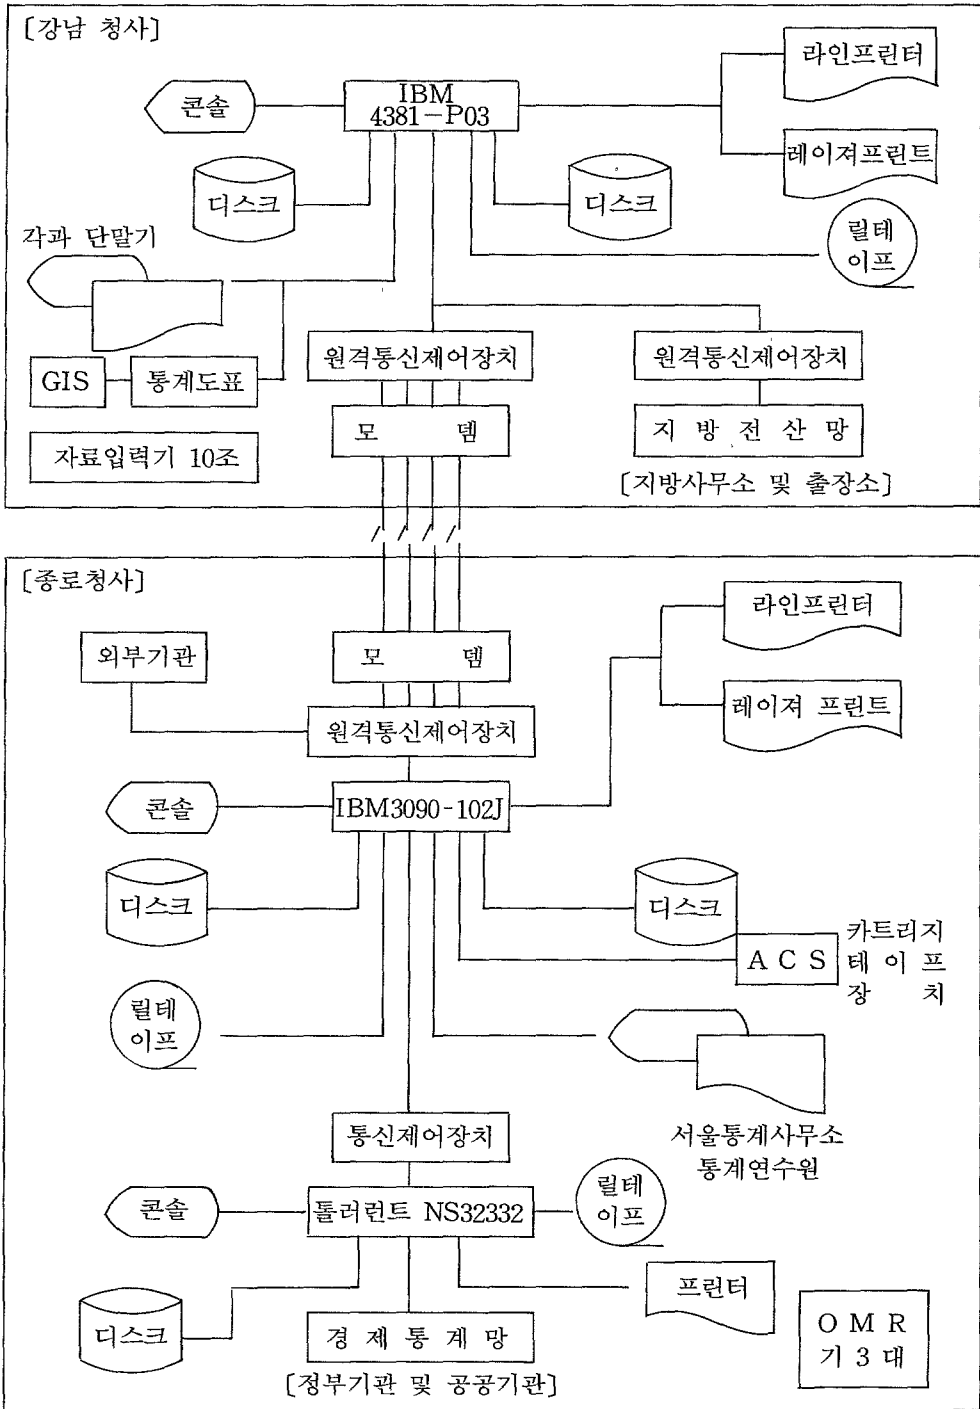 〔강남 청사〕
콘솔
IBM
4381-P03
라인프린터
레이져프린트
디스크
디스크
릴테
이프
각과 단말기
원격통신제어장치
원격통신제어장치
GIS
통계도표
모 뎀
지 방 전 산 망
자료입력기 10조
〔지방사무소 및 출장소〕
〔종로청사〕
라인프린터
외부기관
모 뎀
레이져 프린트
원격통신제어장치
콘솔
IBM3090-102J
디스크
디스크
A C S
카트리지
테 이 프
장 치
릴테
이프
서울통계사무소
통계연수원
통신제어장치
콘솔
톨러런트 NS32332
릴테
이프
프린터
디스크
경 제 통 계 망
O M R
기 3 대
〔정부기관 및 공공기관〕